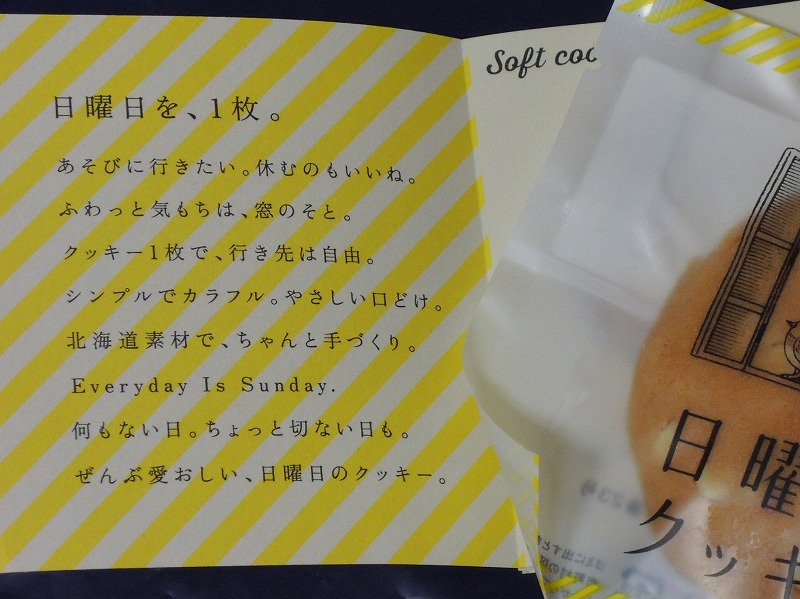 日曜日を、1枚。
あそびに行きたい。休むのもいいね。
ふわっと気もちは、窓のそと。
クッキー1枚で、行き先は自由。
シンプルでカラフル。やさしい口どけ。
北海道素材で、ちゃんと手づくり。
Everyday Is Sunday.
何もない日。ちょっと切ない日も。
ぜんぶ愛おしい、日曜日のクッキー。
Soft coo
日曜
クッキ